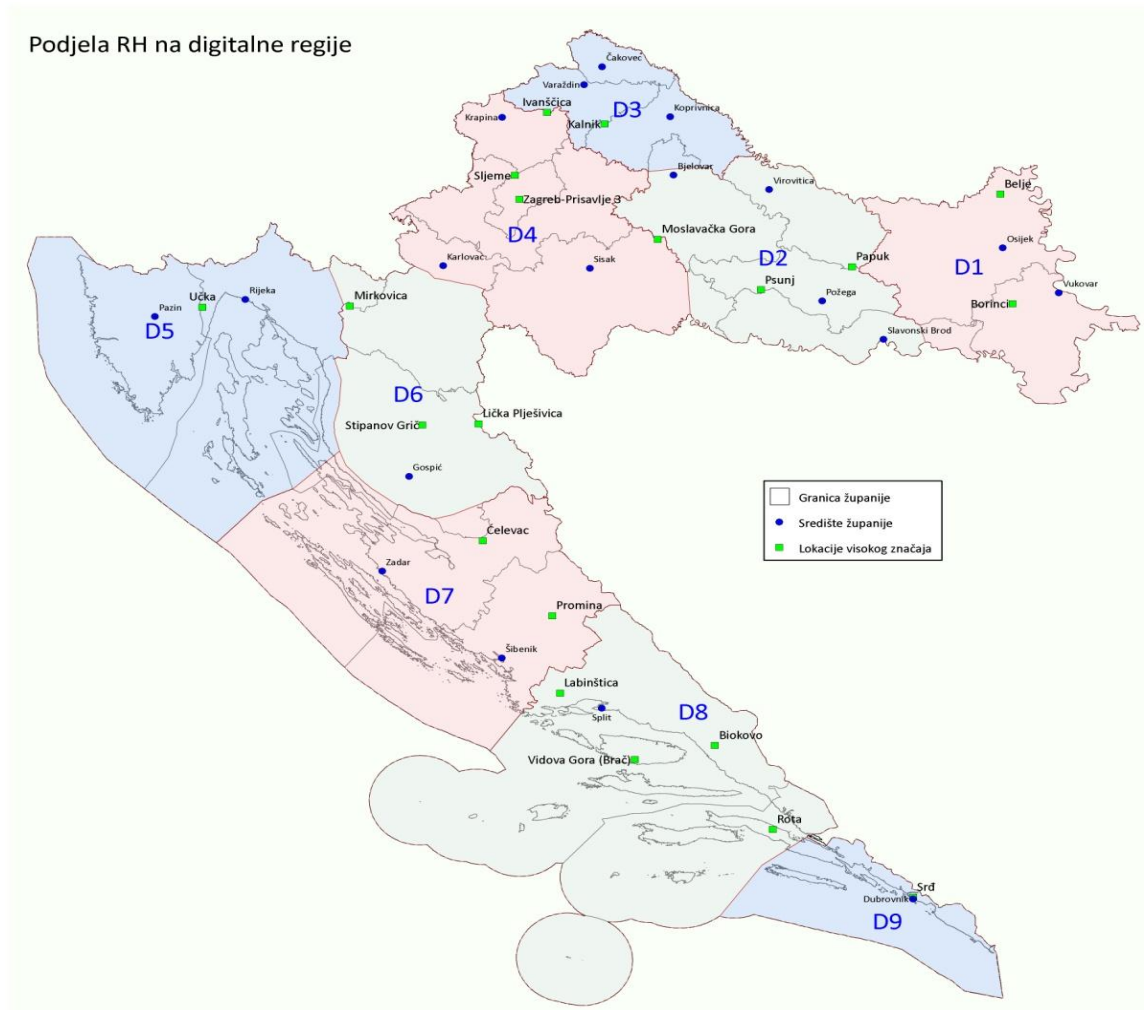 Podjela RH na digitalne regije
Čakovec
Varaždin
Ivanščica
D3
Koprivnica
Krapina
Kalnik
Sljeme
Bjelovar
Virovitica
Belje
Zagreb-Prisavlje 3
D4
Moslavačka Gora
Osijek
Karlovac
Sisak
D2
Papuk
D1
Psunj
Požega
Vukovar
Borinci
Učka
Rijeka
Mirkovica
Pazin
D5
Slavonski Brod
D6
Stipanov Grič
Lička Plješivica
Gospić
Granica županije
Središte županije
Lokacije visokog značaja
Čelevac
Zadar
D7
Promina
Šibenik
Labinštica
Split
D8
Biokovo
Vidova Gora (Brač)
Rota
Srđ
Dubrovnik
D9